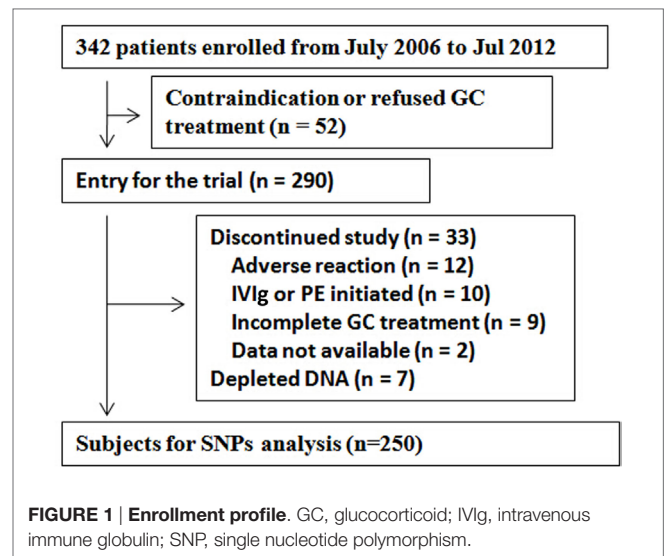 342 patients enrolled from July 2006 to Jul 2012
Contraindication or refused GC
treatment (n = 52)
Entry for the trial (n = 290)
Discontinued study (n = 33)
Adverse reaction (n = 12)
IVIg or PE initiated (n = 10)
Incomplete GC treatment (n = 9)
Data not available (n = 2)
Depleted DNA (n = 7)
Subjects for SNPs analysis (n=250)
FIGURE 1 | Enrollment profile. GC, glucocorticoid; IVIg, intravenous
immune globulin; SNP, single nucleotide polymorphism.